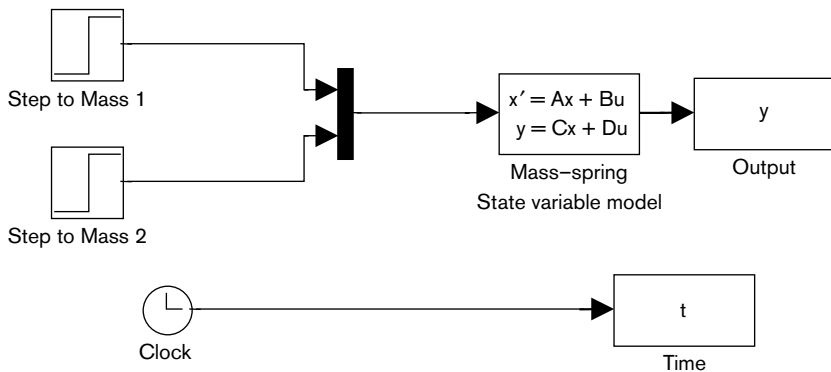 Step to Mass 1
x′ = Ax + Bu
y = Cx + Du
y
Mass–spring
State variable model
Output
Step to Mass 2
t
Clock
Time